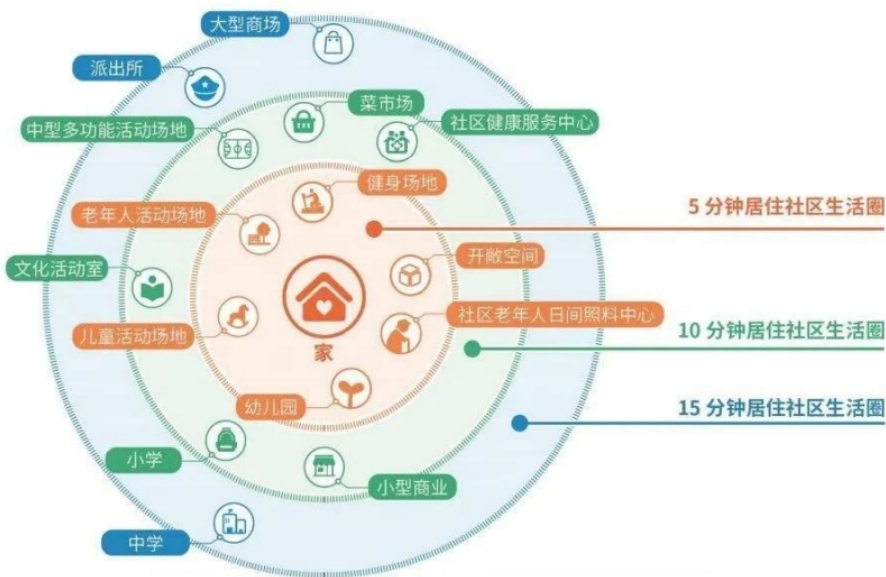 大型商场
派出所
菜市场
中型多功能活动场地
社区健康服务中心
健身场地
老年人活动场地
5 分钟居住社区生活圈
开敞空间
文化活动室
社区老年人日间照料中心
儿童活动场地
10 分钟居住社区生活圈
家
幼儿园
15 分钟居住社区生活圈
小学
小型商业
中学